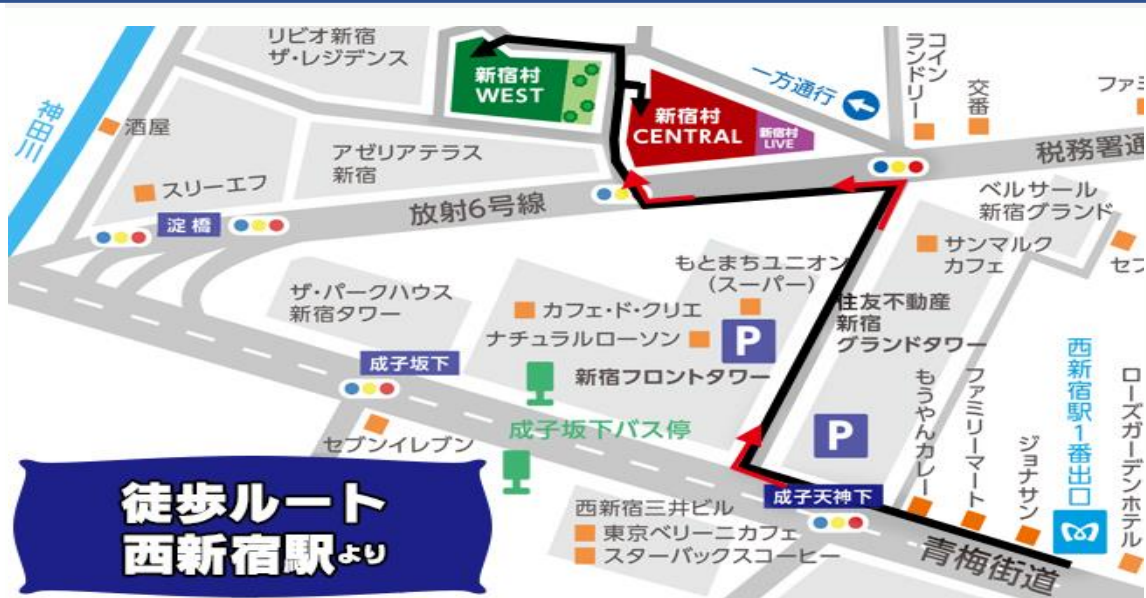 リビオ新宿
ザ・レジデンス
新宿村
WEST
新宿村
CENTRAL
新宿村
LIVE
一方通行
コイン
ランドリー
交番
ファミ
神田川
酒屋
アゼリアテラス
新宿
スリーエフ
税務署通
淀橋
放射6号線
ベルサール
新宿グランド
サンマルク
カフェ
セブ
もとまちユニオン
(スーパー)
ザ・パークハウス
新宿タワー
カフェ・ド・クリエ
ナチュラルローソン
P
住友不動産
新宿
グランドタワー
成子坂下
新宿フロントタワー
西新宿駅1番出口
もうやんカレー
ファミリーマート
ジョナサン
ローズガーデンホテル
成子坂下バス停
セブンイレブン
P
成子天神下
徒歩ルート
西新宿駅より
西新宿三井ビル
東京ベリーニカフェ
スターバックスコーヒー
青梅街道